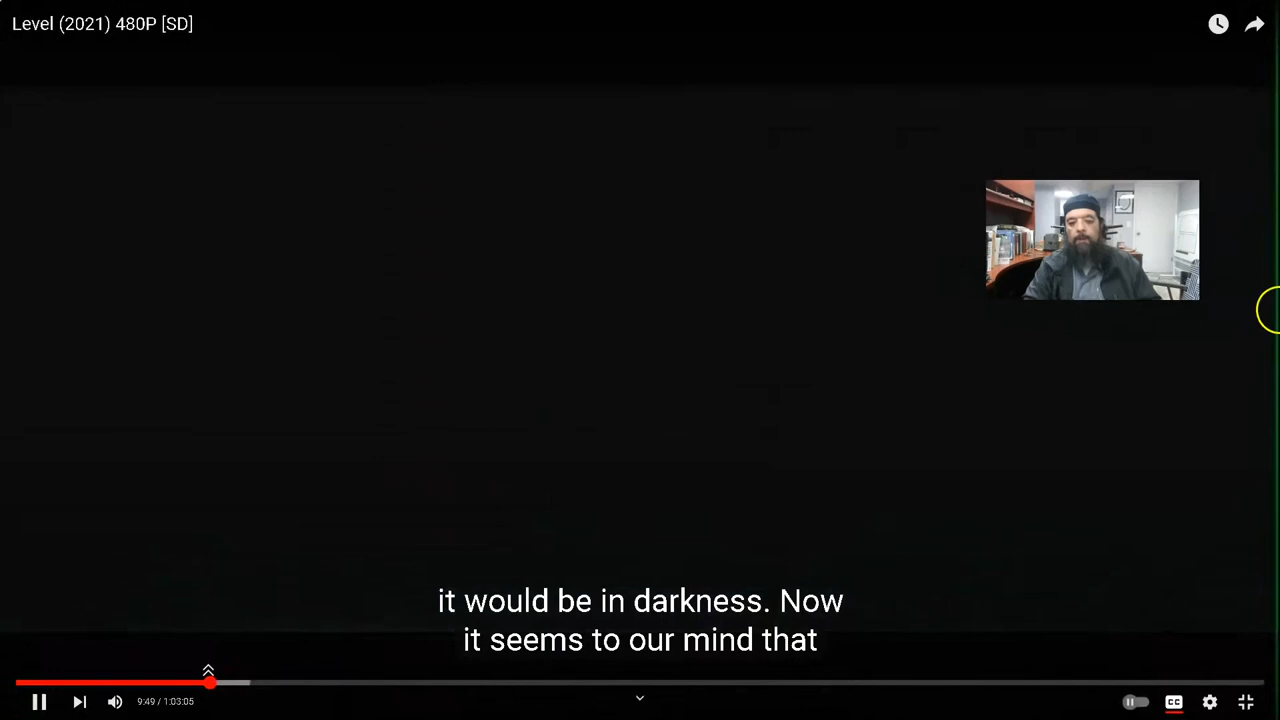 Level (2021) 480P [SD]
it would be in darkness. Now
it seems to our mind that
9:49 / 1:03:05
CC